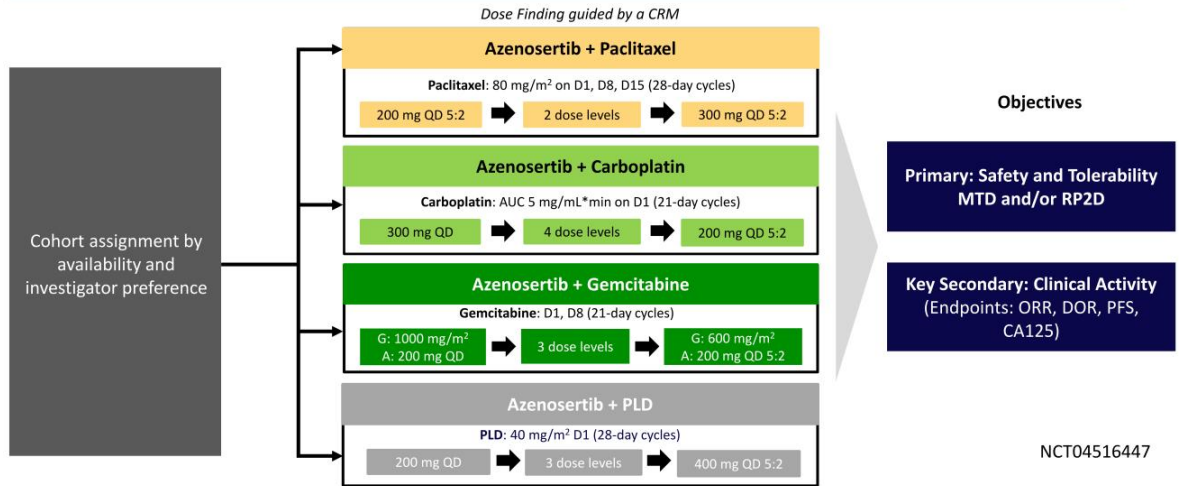 Dose Finding guided by a CRM
Cohort assignment by
availability and
investigator preference
Azenosertib + Paclitaxel
Paclitaxel: 80 mg/m² on D1, D8, D15 (28-day cycles)
200 mg QD 5:2
2 dose levels
300 mg QD 5:2
Azenosertib + Carboplatin
Carboplatin: AUC 5 mg/mL*min on D1 (21-day cycles)
300 mg QD
4 dose levels
200 mg QD 5:2
Azenosertib + Gemcitabine
Gemcitabine: D1, D8 (21-day cycles)
G: 1000 mg/m²
A: 200 mg QD
3 dose levels
G: 600 mg/m²
A: 200 mg QD 5:2
Azenosertib + PLD
PLD: 40 mg/m² D1 (28-day cycles)
200 mg QD
3 dose levels
400 mg QD 5:2
Objectives
Primary: Safety and Tolerability
MTD and/or RP2D
Key Secondary: Clinical Activity
(Endpoints: ORR, DOR, PFS,
CA125)
NCT04516447